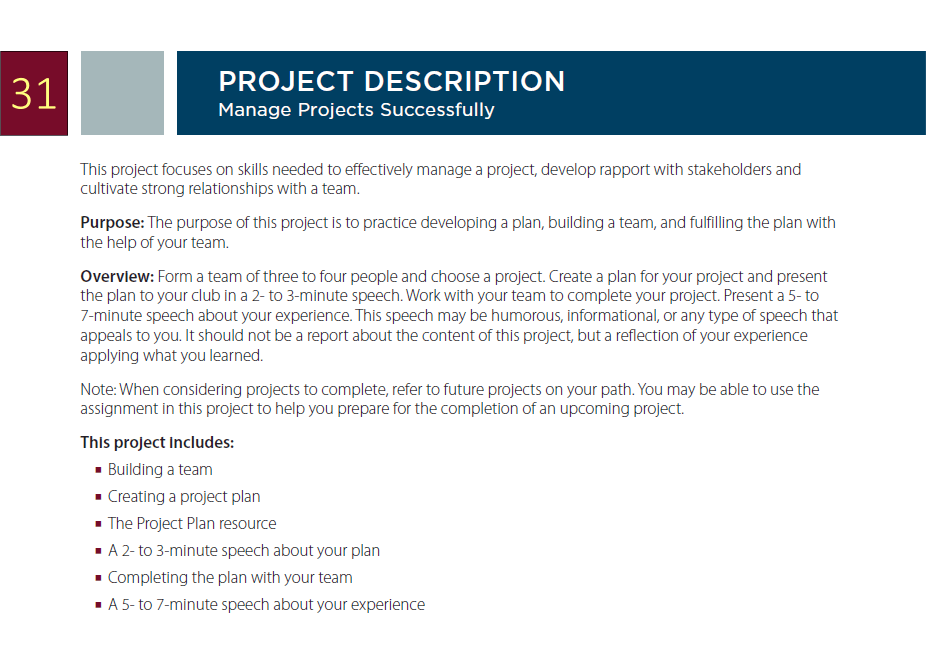 31
PROJECT DESCRIPTION
Manage Projects Successfully
This project focuses on skills needed to effectively manage a project, develop rapport with stakeholders and
cultivate strong relationships with a team.
Purpose: The purpose of this project is to practice developing a plan, building a team, and fulfilling the plan with
the help of your team.
Overview: Form a team of three to four people and choose a project. Create a plan for your project and present
the plan to your club in a 2- to 3-minute speech. Work with your team to complete your project. Present a 5- to
7-minute speech about your experience. This speech may be humorous, informational, or any type of speech that
appeals to you. It should not be a report about the content of this project, but a reflection of your experience
applying what you learned.
Note: When considering projects to complete, refer to future projects on your path. You may be able to use the
assignment in this project to help you prepare for the completion of an upcoming project.
This project includes:
■ Building a team
■ Creating a project plan
■ The Project Plan resource
■ A 2- to 3-minute speech about your plan
■ Completing the plan with your team
■ A 5- to 7-minute speech about your experience